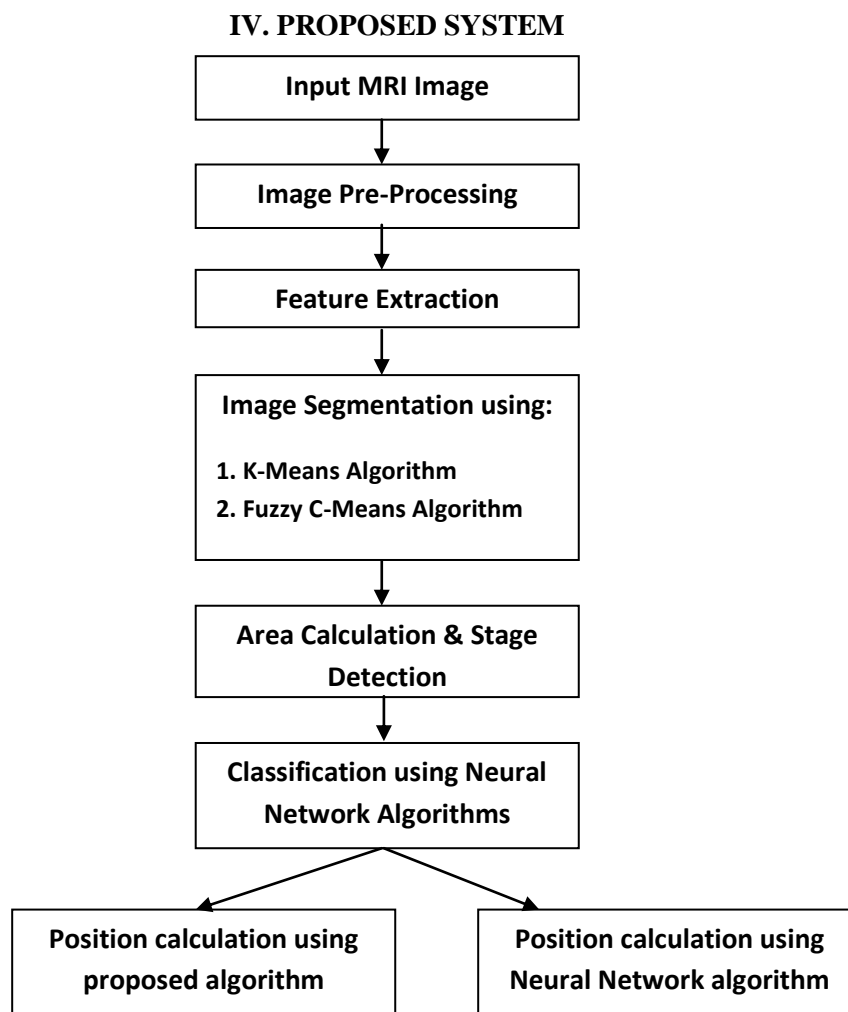 IV. PROPOSED SYSTEM
Input MRI Image
Image Pre-Processing
Feature Extraction
Image Segmentation using:
1. K-Means Algorithm
2. Fuzzy C-Means Algorithm
Area Calculation & Stage
Detection
Classification using Neural
Network Algorithms
Position calculation using
proposed algorithm
Position calculation using
Neural Network algorithm